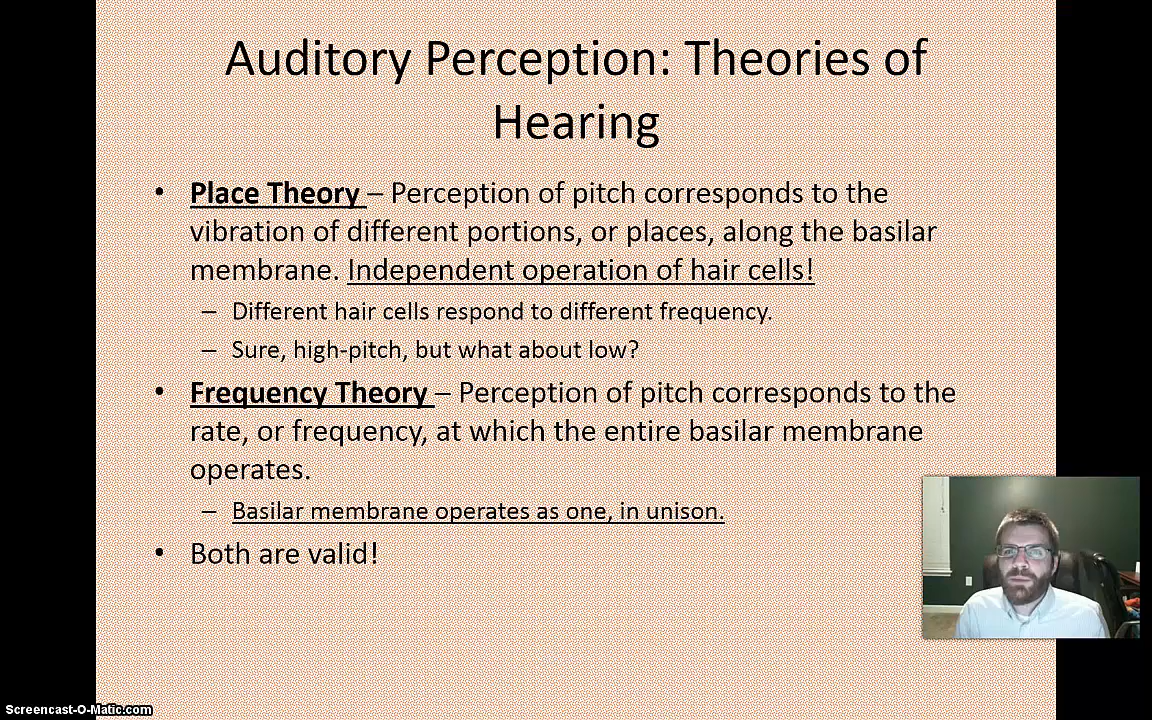 Auditory Perception: Theories of
Hearing
• Place Theory – Perception of pitch corresponds to the
vibration of different portions, or places, along the basilar
membrane. Independent operation of hair cells!
– Different hair cells respond to different frequency.
– Sure, high-pitch, but what about low?
• Frequency Theory – Perception of pitch corresponds to the
rate, or frequency, at which the entire basilar membrane
operates.
– Basilar membrane operates as one, in unison.
• Both are valid!
Screencast-O-Matic.com